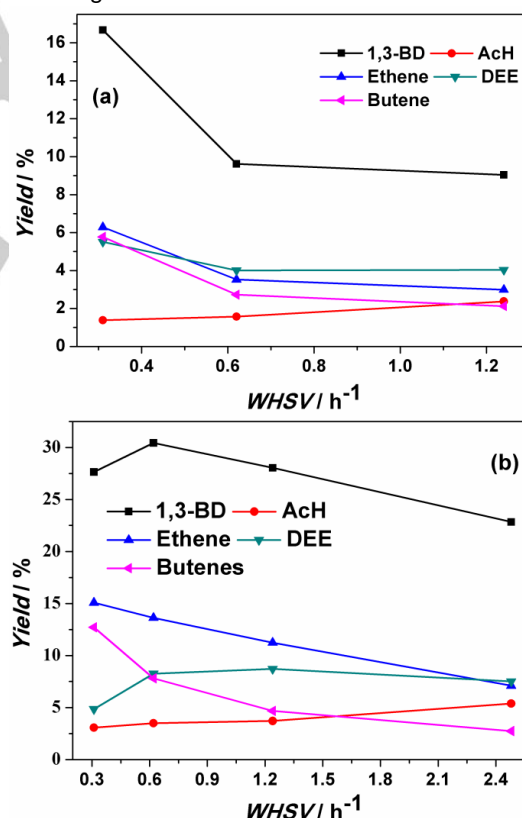 16
14
12
10
8
6
4
2
0
Yield / %
(a)
1,3-BD AcH
Ethene DEE
Butene
0.4 0.6 0.8 1.0 1.2
WHSV / h-1
30
25
20
15
10
5
0
Yield / %
(b)
1,3-BD AcH
Ethene DEE
Butenes
0.3 0.6 0.9 1.2 1.5 1.8 2.1 2.4
WHSV / h-1